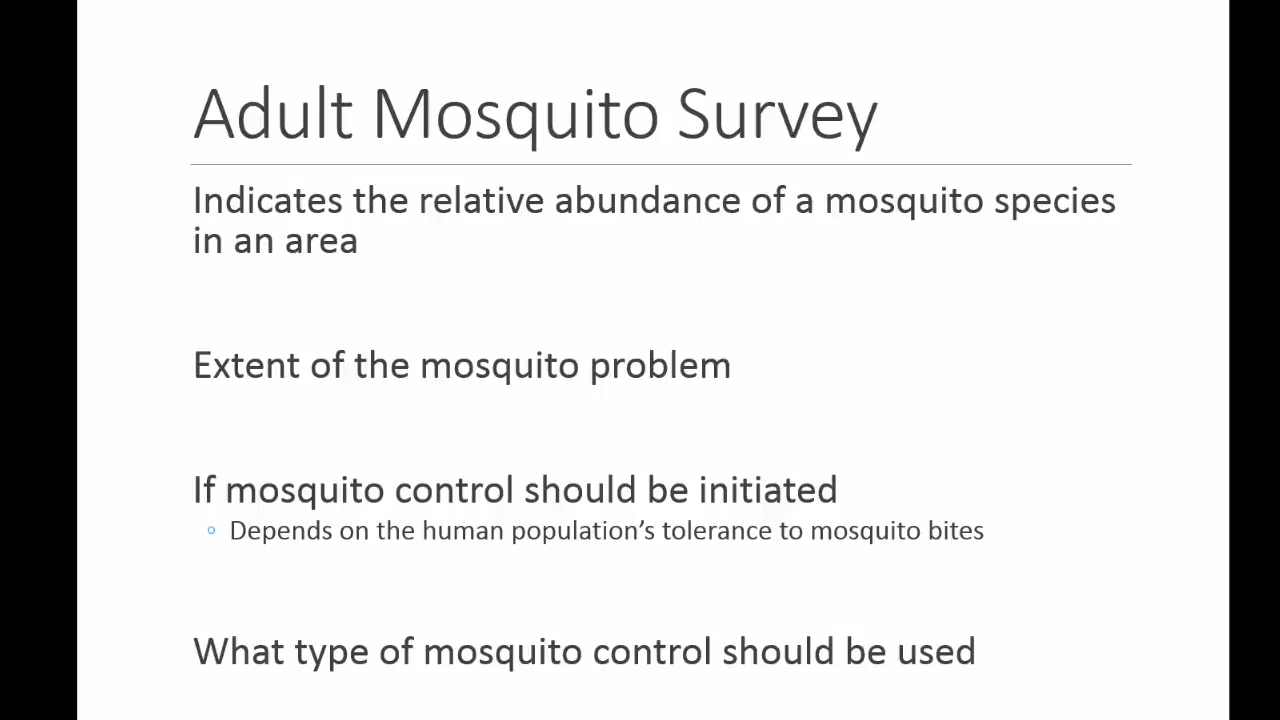 Adult Mosquito Survey
Indicates the relative abundance of a mosquito species
in an area
Extent of the mosquito problem
If mosquito control should be initiated
◦ Depends on the human population’s tolerance to mosquito bites
What type of mosquito control should be used